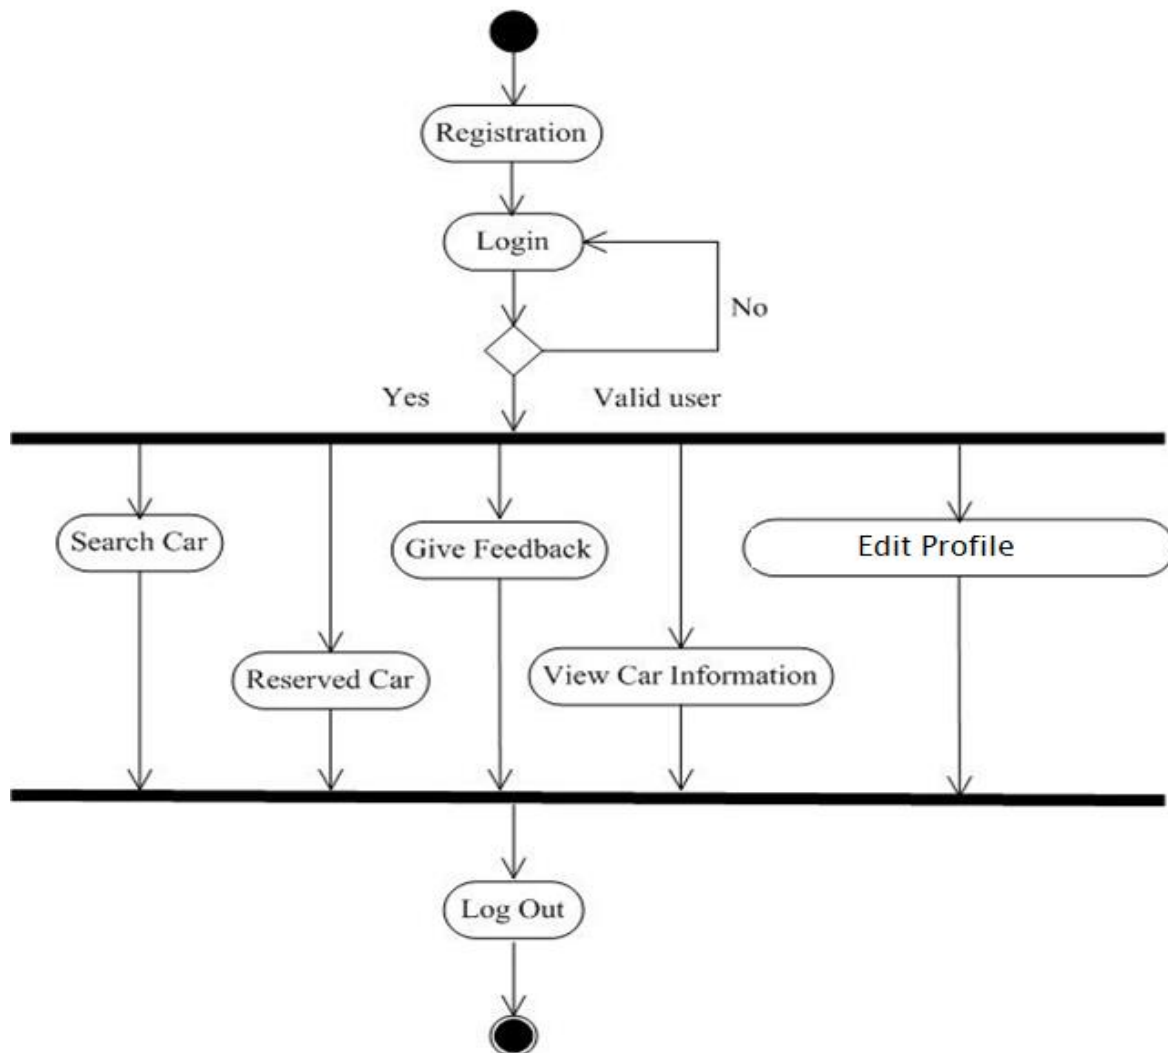 Registration
Login
No
Yes
Valid user
Search Car
Give Feedback
Edit Profile
Reserved Car
View Car Information
Log Out